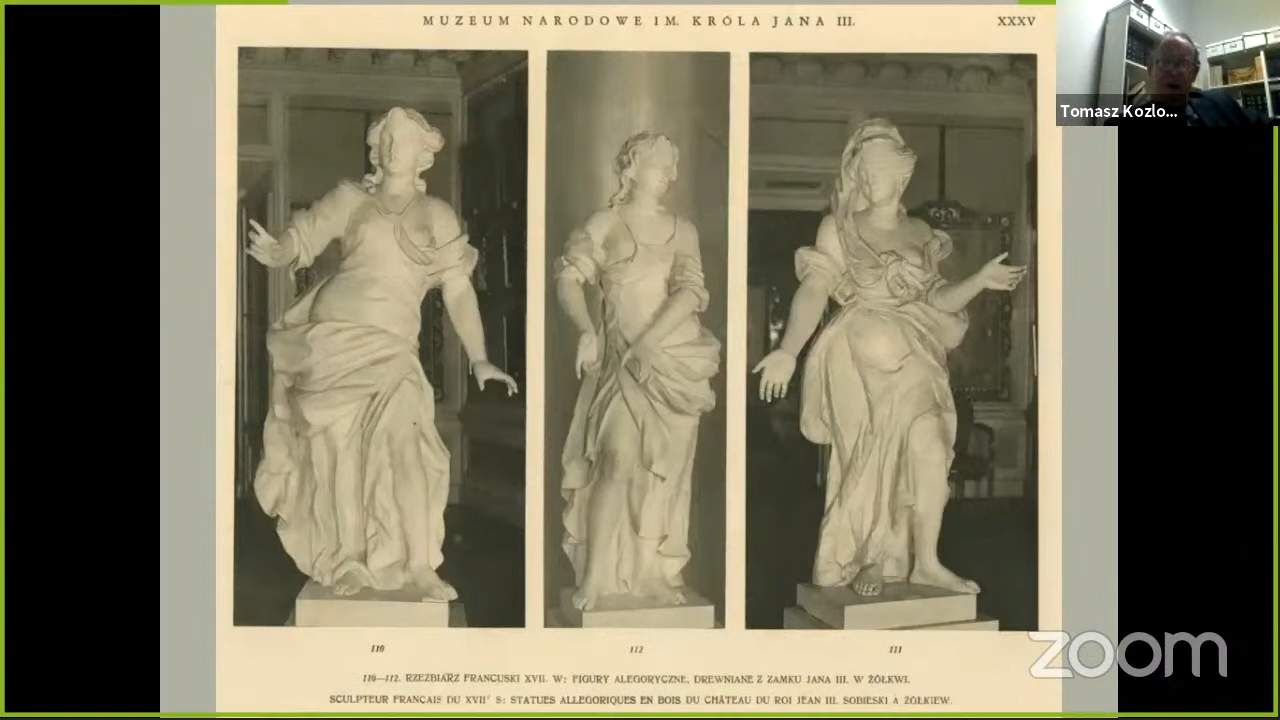 MUZEUM NARODOWE IM. KRÓLA JANA III.
XXXV
Tomasz Kozlo...
110
112
111
110—112. RZEŹBIARZ FRANCUSKI XVII. W: FIGURY ALEGORYCZNE, DREWNIANE Z ZAMKU JANA III. W ŻÓŁKWI.
SCULPTEUR FRANÇAIS DU XVIIᵉ S: STATUES ALLEGORIQUES EN BOIS DU CHÂTEAU DU ROI JEAN III. SOBIESKI A ŻÓŁKIEW.
zoom